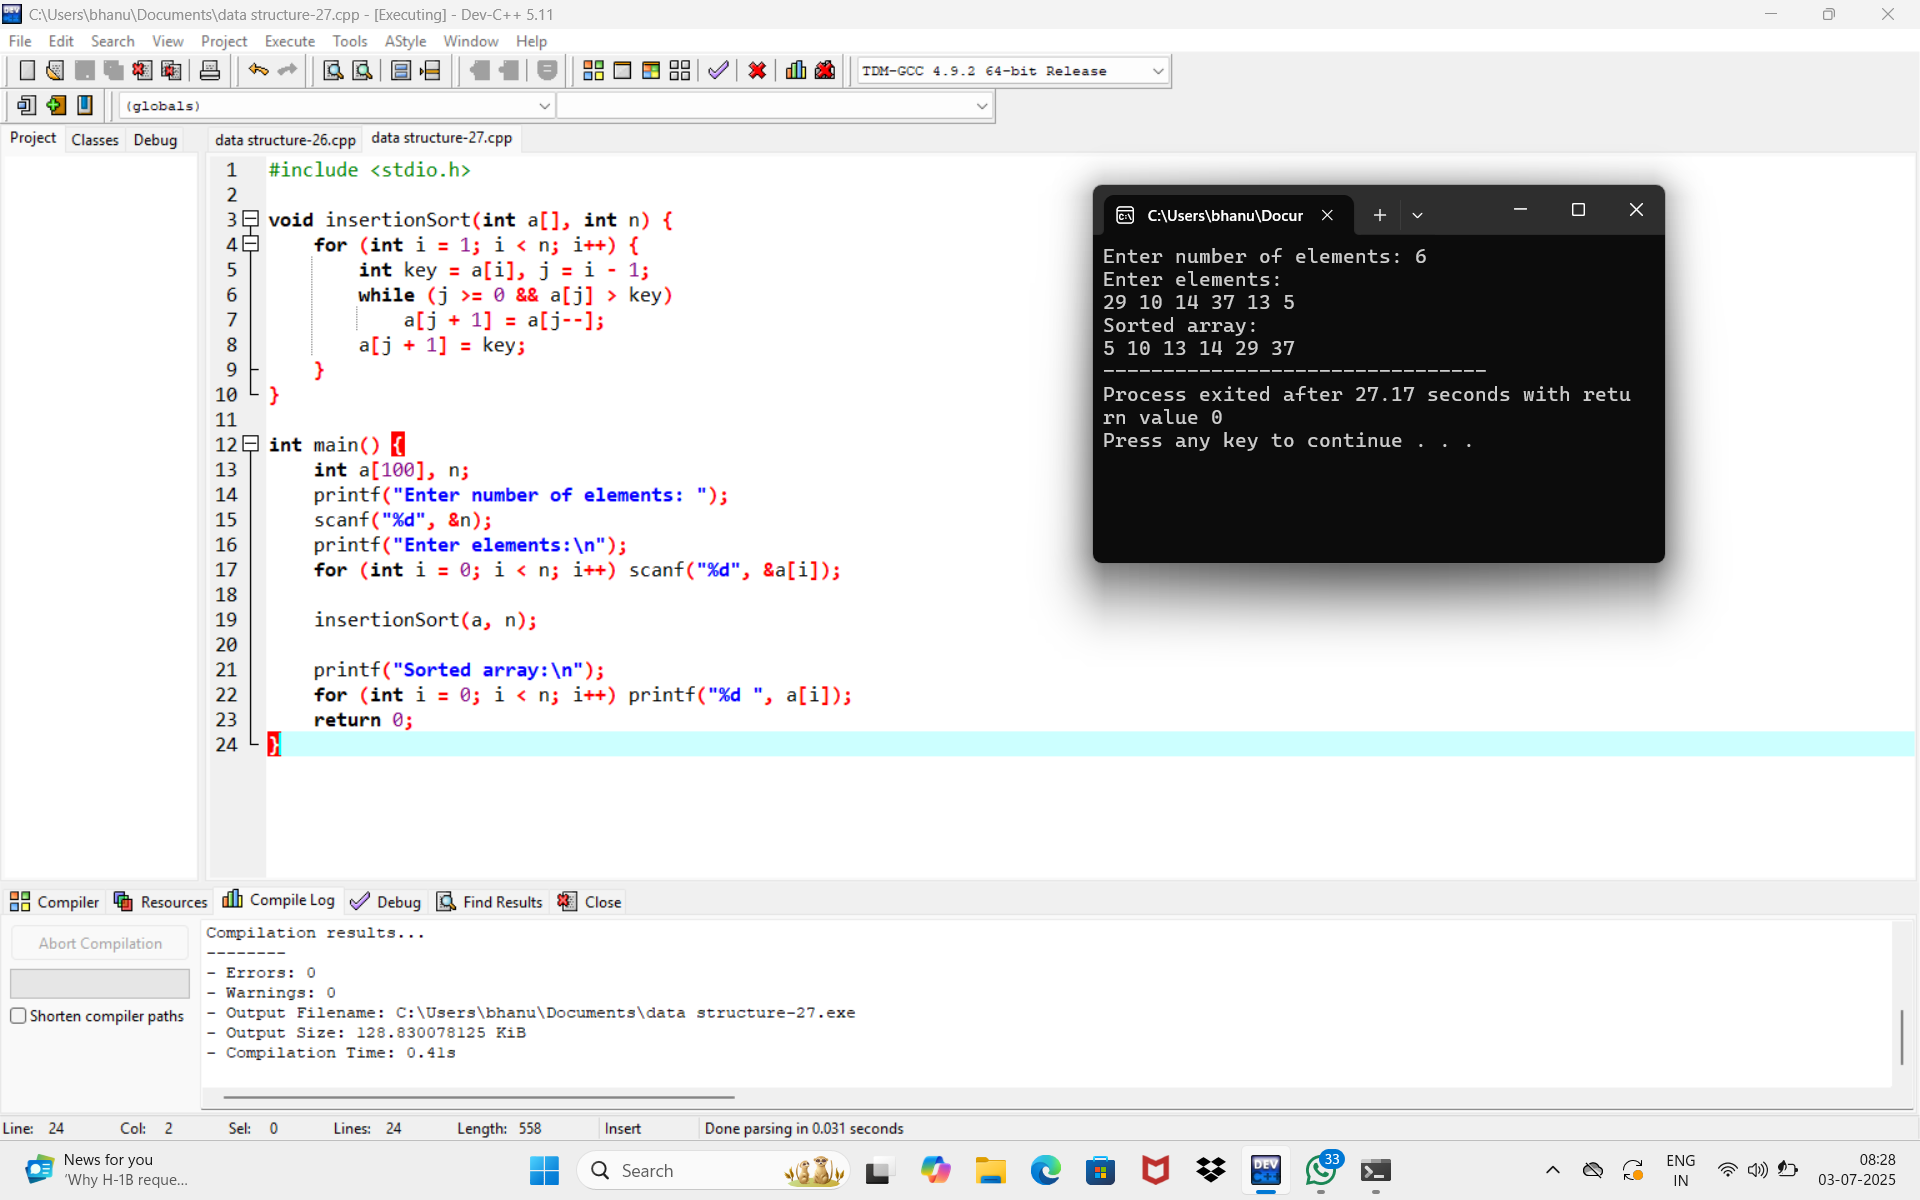 C:\Users\bhanu\Documents\data structure-27.cpp - [Executing] - Dev-C++ 5.11
File Edit Search View Project Execute Tools AStyle Window Help
TDM-GCC 4.9.2 64-bit Release
(globals)
Project Classes Debug data structure-26.cpp data structure-27.cpp
1 #include <stdio.h>
2
3 void insertionSort(int a[], int n) {
4 for (int i = 1; i < n; i++) {
5 int key = a[i], j = i - 1;
6 while (j >= 0 && a[j] > key)
7 a[j + 1] = a[j--];
8 a[j + 1] = key;
9 }
10 }
11
12 int main() {
13 int a[100], n;
14 printf("Enter number of elements: ");
15 scanf("%d", &n);
16 printf("Enter elements:\n");
17 for (int i = 0; i < n; i++) scanf("%d", &a[i]);
18
19 insertionSort(a, n);
20
21 printf("Sorted array:\n");
22 for (int i = 0; i < n; i++) printf("%d ", a[i]);
23 return 0;
24 }
C:\Users\bhanu\Docur
Enter number of elements: 6
Enter elements:
29 10 14 37 13 5
Sorted array:
5 10 13 14 29 37
--------------------------------
Process exited after 27.17 seconds with retu
rn value 0
Press any key to continue . . .
Compiler Resources Compile Log Debug Find Results Close
Abort Compilation
Shorten compiler paths
Compilation results...
--------
- Errors: 0
- Warnings: 0
- Output Filename: C:\Users\bhanu\Documents\data structure-27.exe
- Output Size: 128.830078125 KiB
- Compilation Time: 0.41s
Line: 24 Col: 2 Sel: 0 Lines: 24 Length: 558 Insert Done parsing in 0.031 seconds
News for you
'Why H-1B reque...
Search
DEV
33
ENG
IN
08:28
03-07-2025